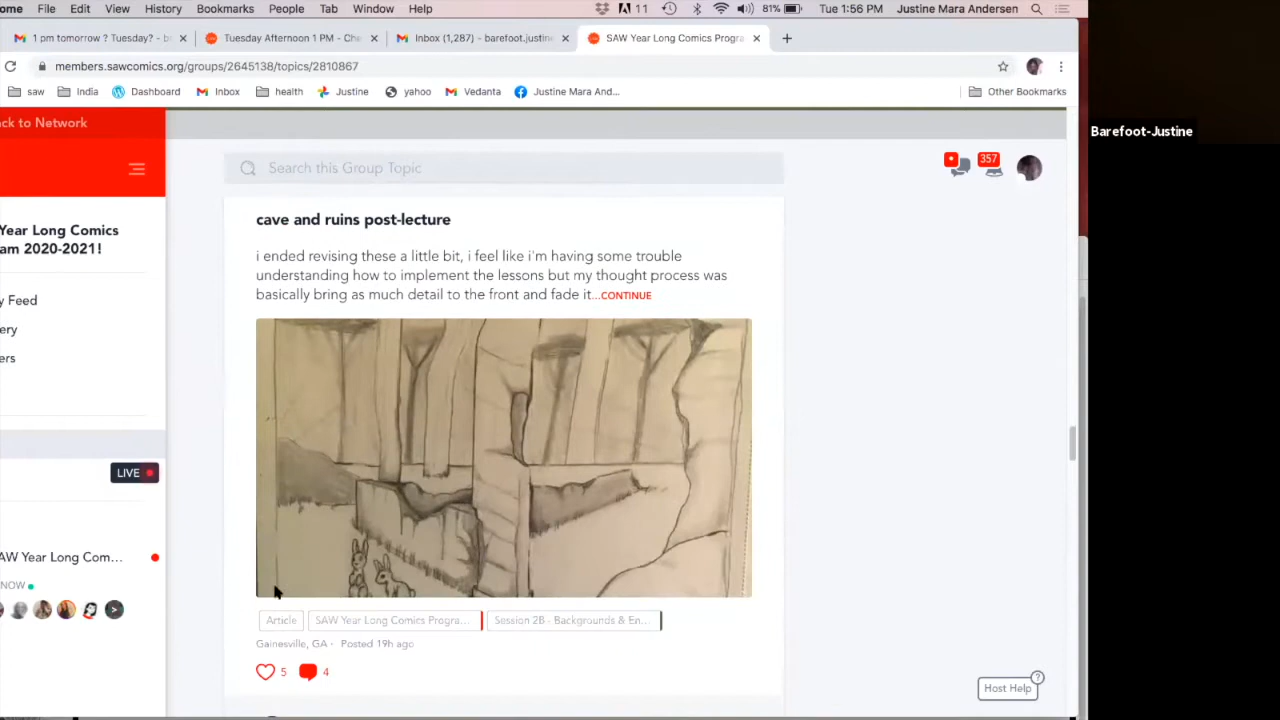 ome File Edit View History Bookmarks People Tab Window Help 11 81% Tue 1:56 PM Justine Mara Andersen
1 pm tomorrow ? Tuesday? - b Tuesday Afternoon 1 PM - Che Inbox (1,287) - barefoot.justine SAW Year Long Comics Progra
members.sawcomics.org/groups/2645138/topics/2810867
saw India Dashboard Inbox health Justine yahoo Vedanta Justine Mara And... Other Bookmarks
ck to Network
Barefoot-Justine
Search this Group Topic
357
Year Long Comics
am 2020-2021!
y Feed
ery
ers
LIVE
AW Year Long Com...
NOW
cave and ruins post-lecture
i ended revising these a little bit, i feel like i'm having some trouble
understanding how to implement the lessons but my thought process was
basically bring as much detail to the front and fade it...CONTINUE
Article SAW Year Long Comics Progra... Session 2B - Backgrounds & En...
Gainesville, GA · Posted 19h ago
5 4
Host Help ?